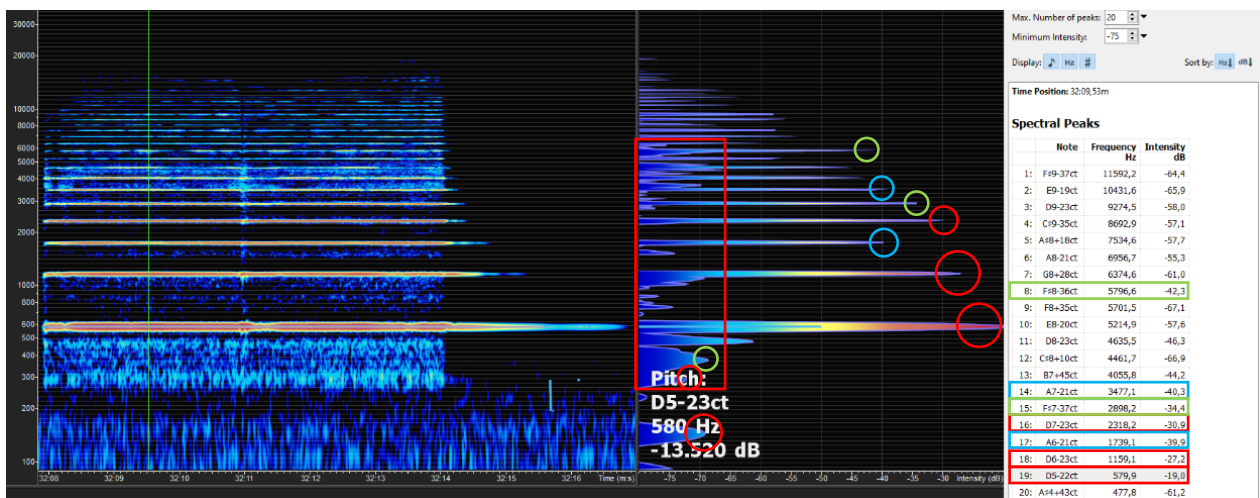 30000
20000
10000
8000
6000
5000
4000
3000
2000
1000
800
600
500
400
300
200
100
32:08 32:09 32:10 32:11 32:12 32:13 32:14 32:15 32:16 Time (m:s)
Pitch:
D5-23ct
580 Hz
-13.520 dB
-75 -70 -65 -60 -55 -50 -45 -40 -35 -30 -25 Intensity (dB)
Max. Number of peaks: 20
Minimum Intensity: -75
Display: ♪ Hz # Sort by: Hz↓ dB↓
Time Position: 32:09,53m
Spectral Peaks
Note Frequency Hz Intensity dB
1: F♯9-37ct 11592,2 -64,4
2: E9-19ct 10431,6 -65,9
3: D9-23ct 9274,5 -58,0
4: C♯9-35ct 8692,9 -57,1
5: A♯8+18ct 7534,6 -57,7
6: A8-21ct 6956,7 -55,3
7: G8+28ct 6374,6 -61,0
8: F♯8-36ct 5796,6 -42,3
9: F8+35ct 5701,5 -67,1
10: E8-20ct 5214,9 -57,6
11: D8-23ct 4635,5 -46,3
12: C♯8+10ct 4461,7 -66,9
13: B7+45ct 4055,8 -44,2
14: A7-21ct 3477,1 -40,3
15: F♯7-37ct 2898,2 -34,4
16: D7-23ct 2318,2 -30,9
17: A6-21ct 1739,1 -39,9
18: D6-23ct 1159,1 -27,2
19: D5-22ct 579,9 -19,0
20: A♯4+43ct 477,8 -61,2